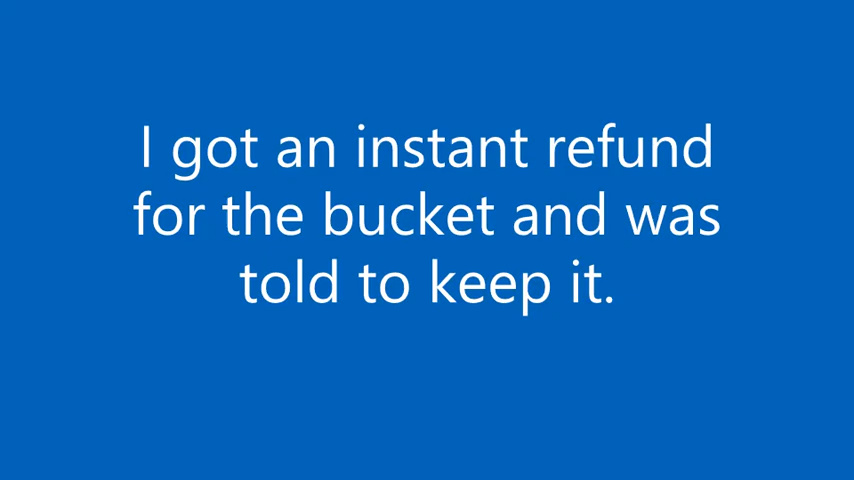 I got an instant refund
for the bucket and was
told to keep it.